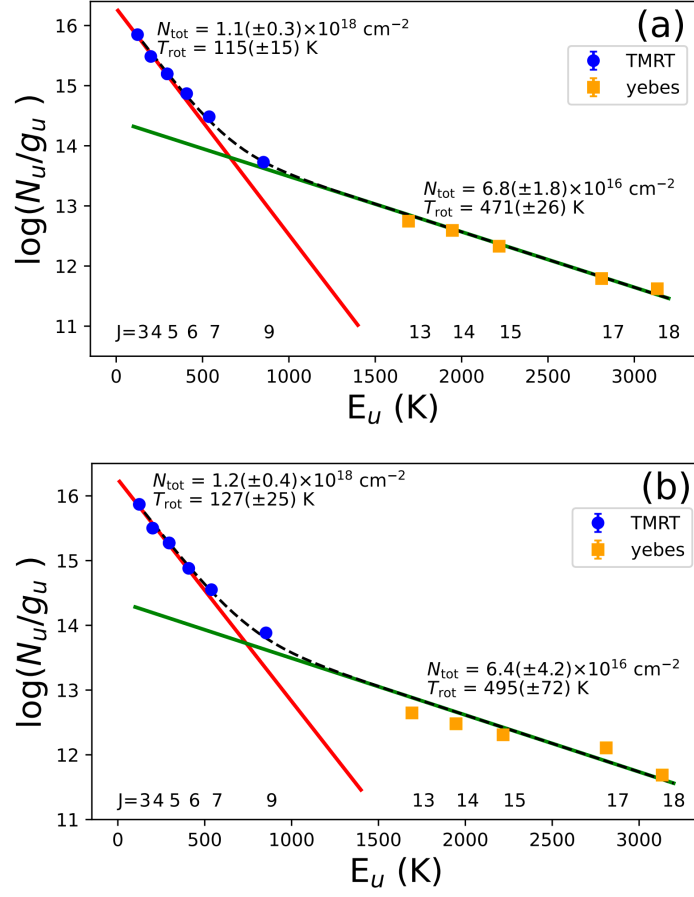 (a)
N_tot = 1.1(±0.3)×10^18 cm^−2
T_rot = 115(±15) K
TMRT
yebes
N_tot = 6.8(±1.8)×10^16 cm^−2
T_rot = 471(±26) K
log(N_u/g_u )
16
15
14
13
12
11
J=3 4 5 6 7 9 13 14 15 17 18
0 500 1000 1500 2000 2500 3000
E_u (K)
(b)
N_tot = 1.2(±0.4)×10^18 cm^−2
T_rot = 127(±25) K
TMRT
yebes
N_tot = 6.4(±4.2)×10^16 cm^−2
T_rot = 495(±72) K
log(N_u/g_u )
16
15
14
13
12
11
J=3 4 5 6 7 9 13 14 15 17 18
0 500 1000 1500 2000 2500 3000
E_u (K)